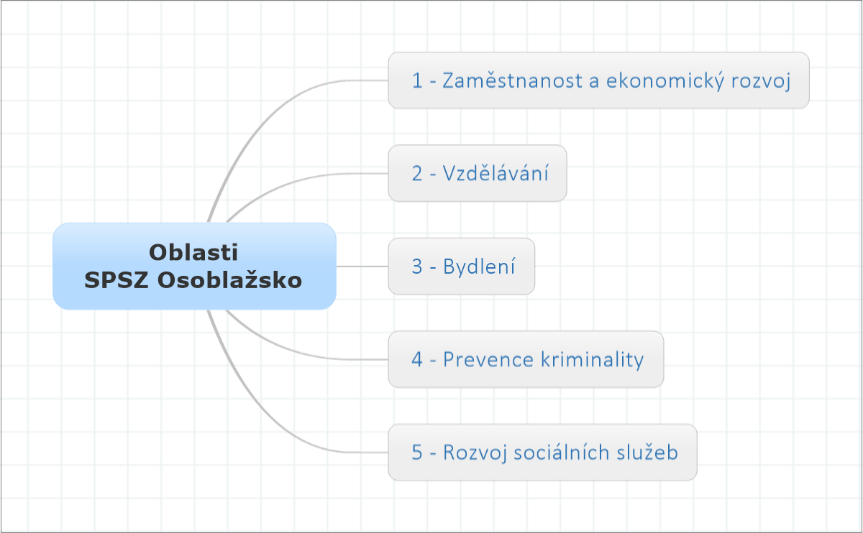 Oblasti
SPSZ Osoblažsko
1 - Zaměstnanost a ekonomický rozvoj
2 - Vzdělávání
3 - Bydlení
4 - Prevence kriminality
5 - Rozvoj sociálních služeb